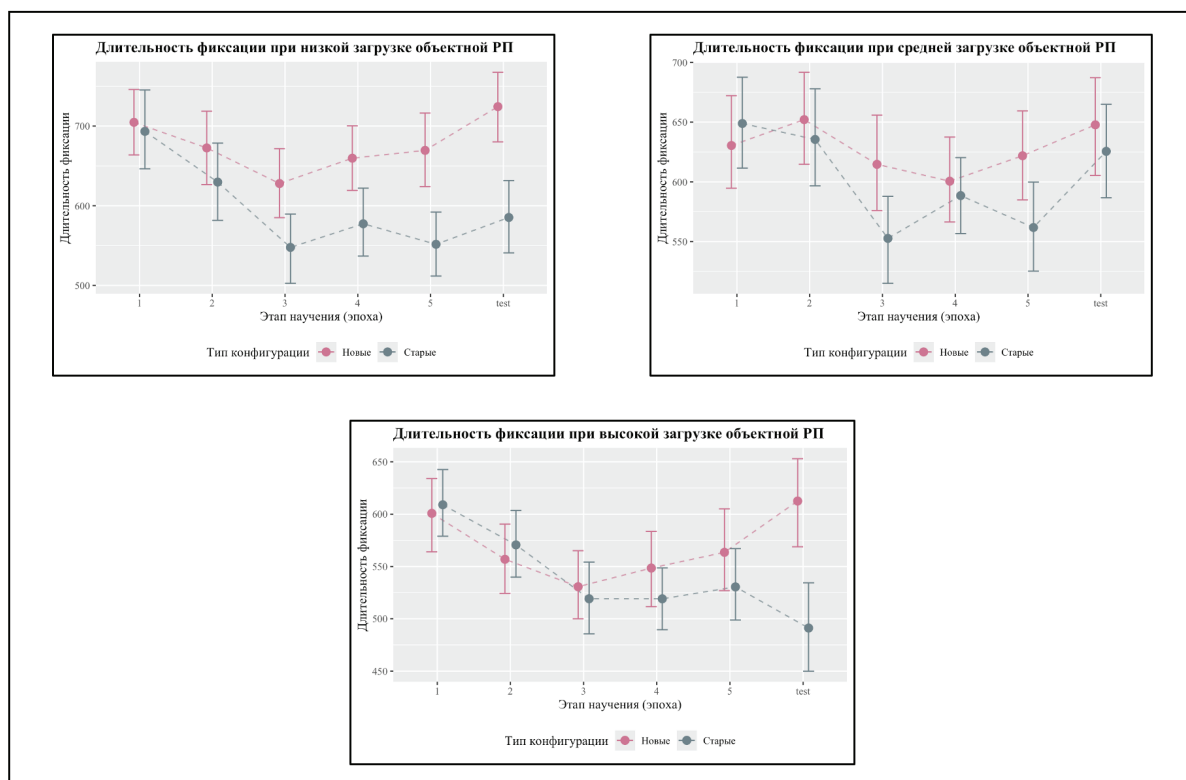 Длительность фиксации при низкой загрузке объектной РП
Длительность фиксации
700
600
500
1 2 3 4 5 test
Этап научения (эпоха)
Тип конфигурации Новые Старые
Длительность фиксации при средней загрузке объектной РП
Длительность фиксации
700
650
600
550
1 2 3 4 5 test
Этап научения (эпоха)
Тип конфигурации Новые Старые
Длительность фиксации при высокой загрузке объектной РП
Длительность фиксации
650
600
550
500
450
1 2 3 4 5 test
Этап научения (эпоха)
Тип конфигурации Новые Старые